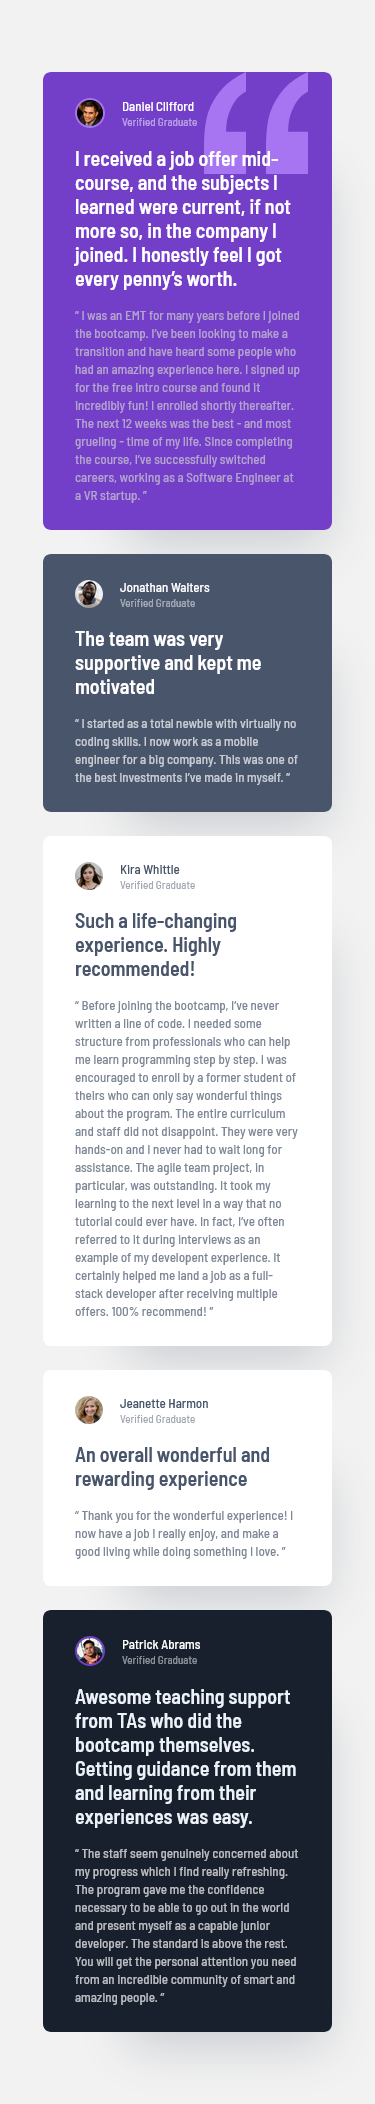 Daniel Clifford
Verified Graduate
I received a job offer mid-
course, and the subjects I
learned were current, if not
more so, in the company I
joined. I honestly feel I got
every penny’s worth.
“ I was an EMT for many years before I joined
the bootcamp. I’ve been looking to make a
transition and have heard some people who
had an amazing experience here. I signed up
for the free intro course and found it
incredibly fun! I enrolled shortly thereafter.
The next 12 weeks was the best - and most
grueling - time of my life. Since completing
the course, I’ve successfully switched
careers, working as a Software Engineer at
a VR startup. ”
Jonathan Walters
Verified Graduate
The team was very
supportive and kept me
motivated
“ I started as a total newbie with virtually no
coding skills. I now work as a mobile
engineer for a big company. This was one of
the best investments I’ve made in myself. ”
Kira Whittle
Verified Graduate
Such a life-changing
experience. Highly
recommended!
“ Before joining the bootcamp, I’ve never
written a line of code. I needed some
structure from professionals who can help
me learn programming step by step. I was
encouraged to enroll by a former student of
theirs who can only say wonderful things
about the program. The entire curriculum
and staff did not disappoint. They were very
hands-on and I never had to wait long for
assistance. The agile team project, in
particular, was outstanding. It took my
learning to the next level in a way that no
tutorial could ever have. In fact, I’ve often
referred to it during interviews as an
example of my developent experience. It
certainly helped me land a job as a full-
stack developer after receiving multiple
offers. 100% recommend! ”
Jeanette Harmon
Verified Graduate
An overall wonderful and
rewarding experience
“ Thank you for the wonderful experience! I
now have a job I really enjoy, and make a
good living while doing something I love. ”
Patrick Abrams
Verified Graduate
Awesome teaching support
from TAs who did the
bootcamp themselves.
Getting guidance from them
and learning from their
experiences was easy.
“ The staff seem genuinely concerned about
my progress which I find really refreshing.
The program gave me the confidence
necessary to be able to go out in the world
and present myself as a capable junior
developer. The standard is above the rest.
You will get the personal attention you need
from an incredible community of smart and
amazing people. ”